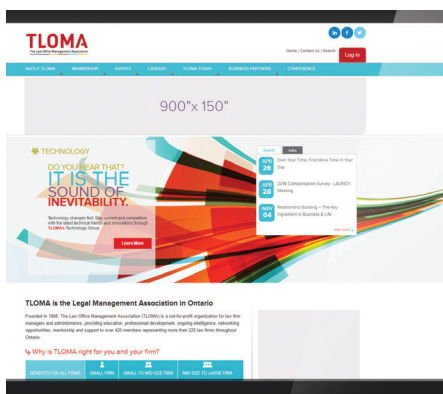 TLOMA
The Law Office Management Association
Home | Contact Us | Search
Log in
ABOUT TLOMA MEMBERSHIP EVENTS CAREERS TLOMA TODAY BUSINESS PARTNERS CONFERENCE
900"x 150"
TECHNOLOGY
DO YOU HEAR THAT?
IT IS THE
SOUND OF
INEVITABILITY.
Technology changes fast. Stay current and competitive
with the latest technical trends and innovations through
TLOMA's Technology Group.
Learn More
Events Jobs
APR 26 Own Your Time: Find More Time in Your
Day
APR 28 2016 Compensation Survey - LAUNCH
Meeting
MAY 04 Relationship Building – The Key
Ingredient in Business & Life
View more
TLOMA is the Legal Management Association in Ontario
Founded in 1968, The Law Office Management Association (TLOMA) is a not-for-profit organization for law firm
managers and administrators, providing education, professional development, ongoing intelligence, networking
opportunities, mentorship and support to over 420 members representing more than 225 law firms throughout
Ontario.
Why is TLOMA right for you and your firm?
BENEFITS FOR ALL FIRMS SMALL FIRM SMALL TO MID-SIZE FIRM MID-SIZE TO LARGE FIRM